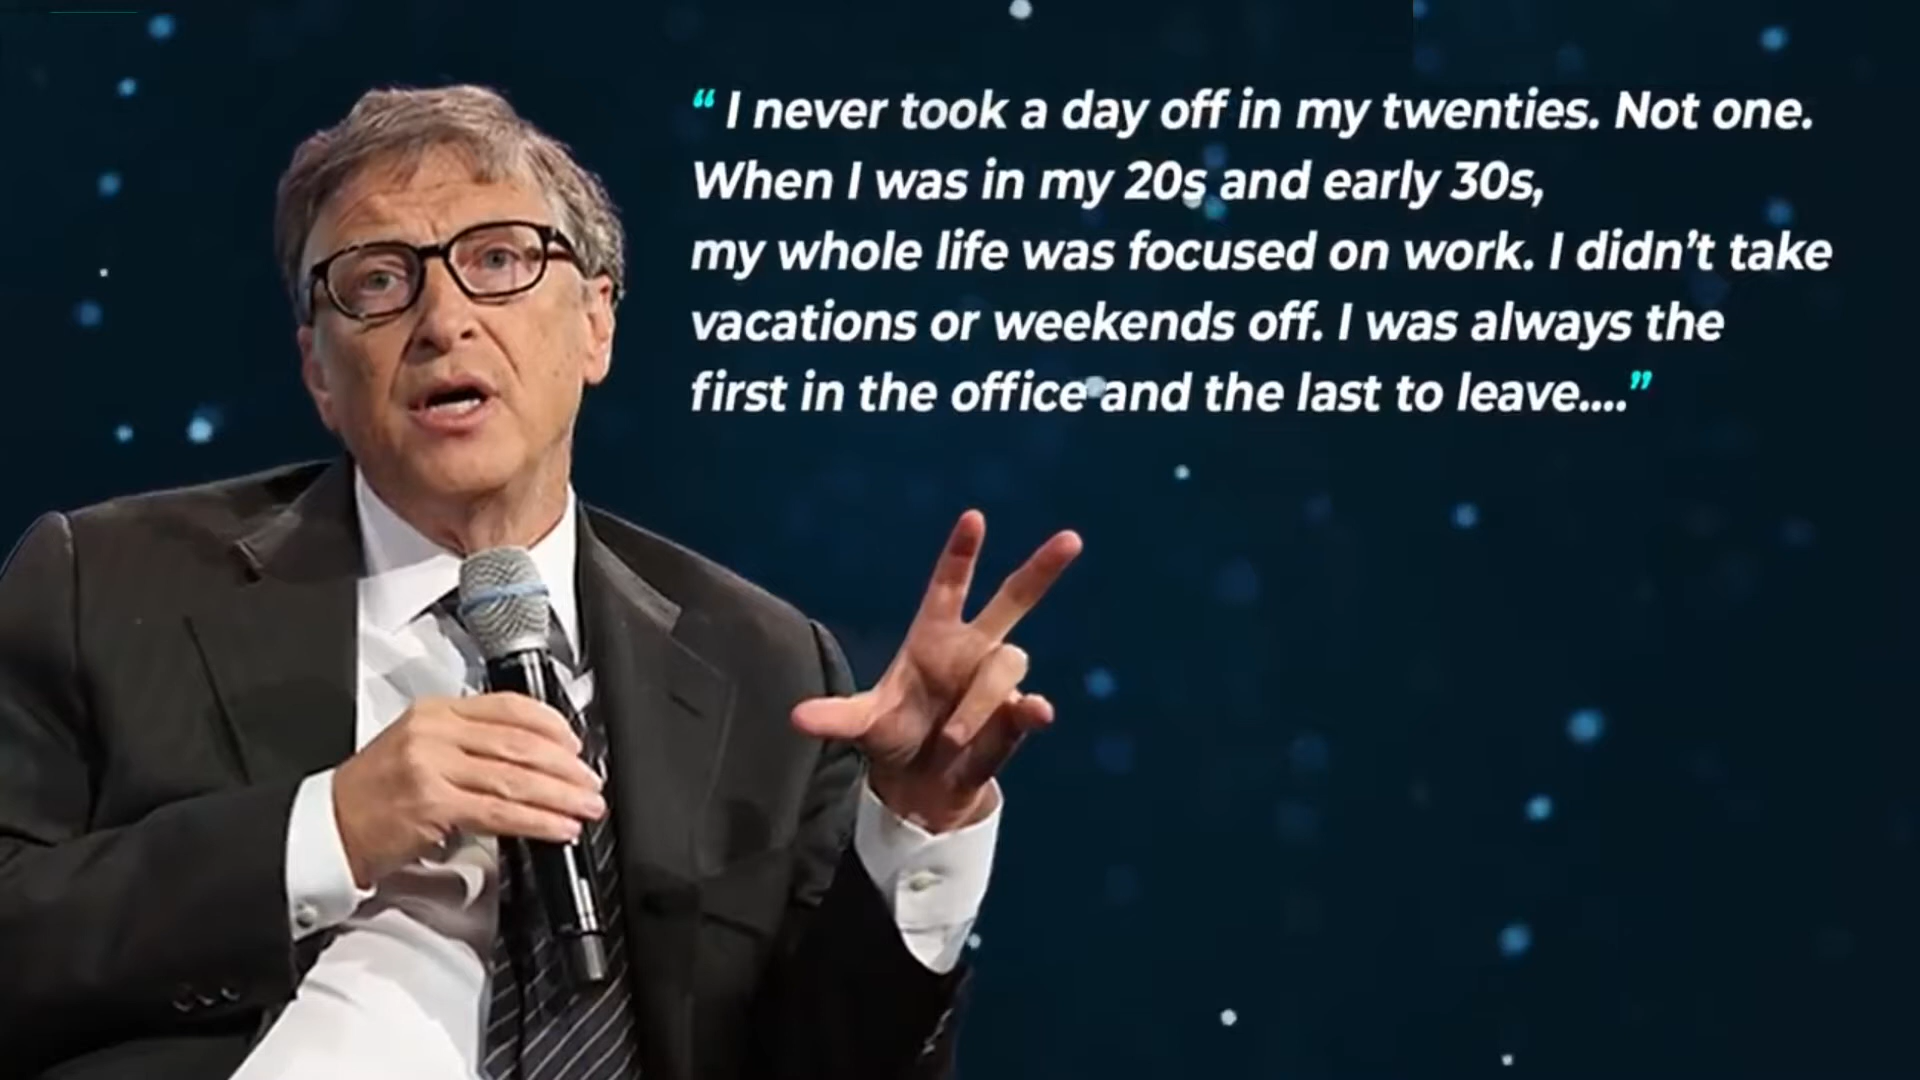 “ I never took a day off in my twenties. Not one.
When I was in my 20s and early 30s,
my whole life was focused on work. I didn’t take
vacations or weekends off. I was always the
first in the office and the last to leave....”